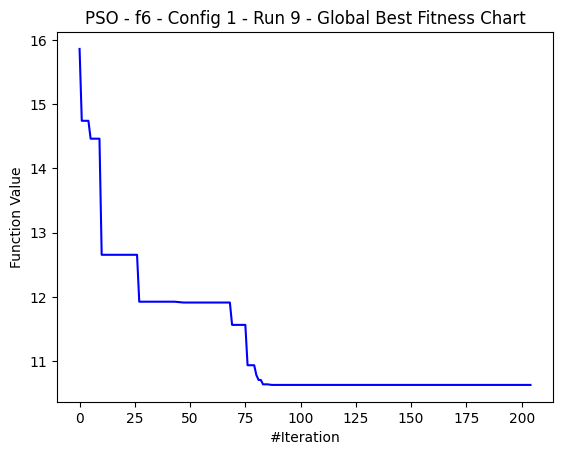 PSO - f6 - Config 1 - Run 9 - Global Best Fitness Chart
16
15
14
13
12
11
Function Value
0 25 50 75 100 125 150 175 200
#Iteration